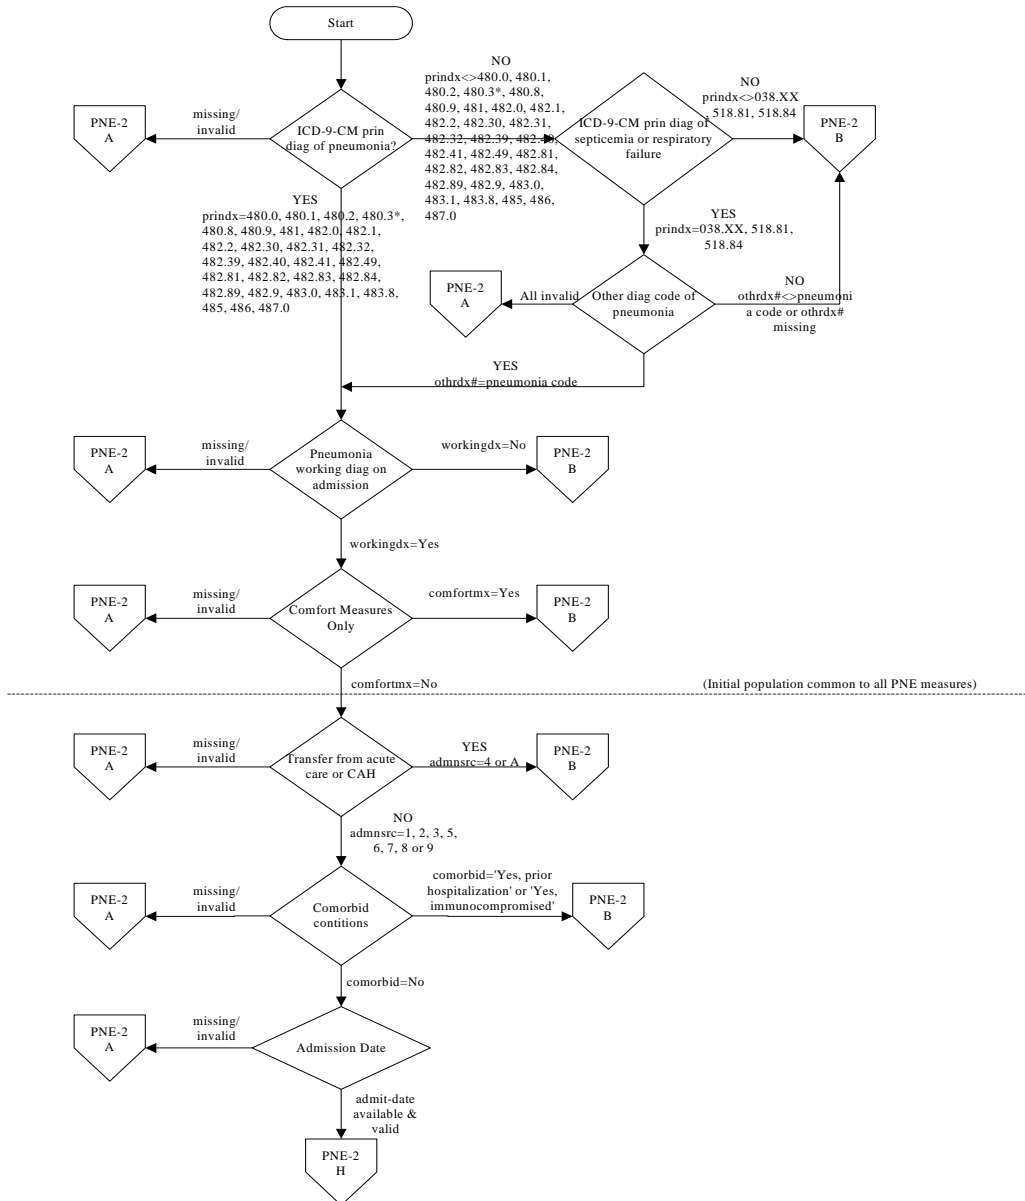 Start
NO
prindx<>480.0, 480.1,
480.2, 480.3*, 480.8,
480.9, 481, 482.0, 482.1,
482.2, 482.30, 482.31,
482.32, 482.39, 482.40,
482.41, 482.49, 482.81,
482.82, 482.83, 482.84,
482.89, 482.9, 483.0,
483.1, 483.8, 485, 486,
487.0
NO
prindx<>038.XX
, 518.81, 518.84
PNE-2
A
missing/
invalid
ICD-9-CM prin
diag of pneumonia?
ICD-9-CM prin diag of
septicemia or respiratory
failure
PNE-2
B
YES
prindx=480.0, 480.1, 480.2, 480.3*,
480.8, 480.9, 481, 482.0, 482.1,
482.2, 482.30, 482.31, 482.32,
482.39, 482.40, 482.41, 482.49,
482.81, 482.82, 482.83, 482.84,
482.89, 482.9, 483.0, 483.1, 483.8,
485, 486, 487.0
YES
prindx=038.XX, 518.81,
518.84
PNE-2
A
All invalid
Other diag code of
pneumonia
NO
othrdx#<>pneumoni
a code or othrdx#
missing
YES
othrdx#=pneumonia code
PNE-2
A
missing/
invalid
Pneumonia
working diag on
admission
workingdx=No
PNE-2
B
workingdx=Yes
PNE-2
A
missing/
invalid
Comfort Measures
Only
comfortmx=Yes
PNE-2
B
comfortmx=No
(Initial population common to all PNE measures)
PNE-2
A
missing/
invalid
Transfer from acute
care or CAH
YES
admnsrc=4 or A
PNE-2
B
NO
admnsrc=1, 2, 3, 5,
6, 7, 8 or 9
PNE-2
A
missing/
invalid
Comorbid
contitions
comorbid='Yes, prior
hospitalization' or 'Yes,
immunocompromised'
PNE-2
B
comorbid=No
PNE-2
A
missing/
invalid
Admission Date
admit-date
available &
valid
PNE-2
H